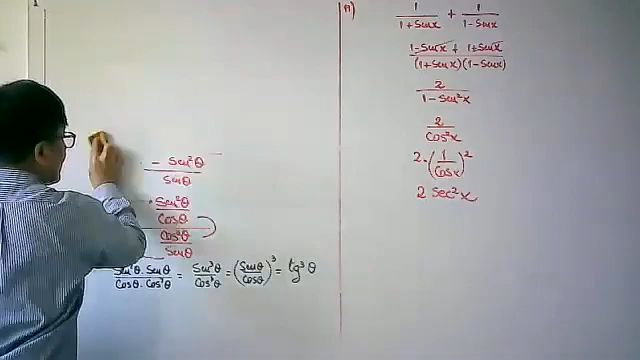 - Sen²θ
Senθ
Sen²θ
Cosθ
Cos²θ
Senθ
Sen²θ . Senθ / Cosθ . Cos²θ = Sen³θ / Cos³θ = (Senθ / Cosθ)³ = tg³ θ
1 / 1 + Senx + 1 / 1 - Senx
1 - Senx + 1 + Senx
(1 + Senx)(1 - Senx)
2
1 - Sen²x
2
Cos²x
2 • (1 / Cosx)²
2 Sec²x